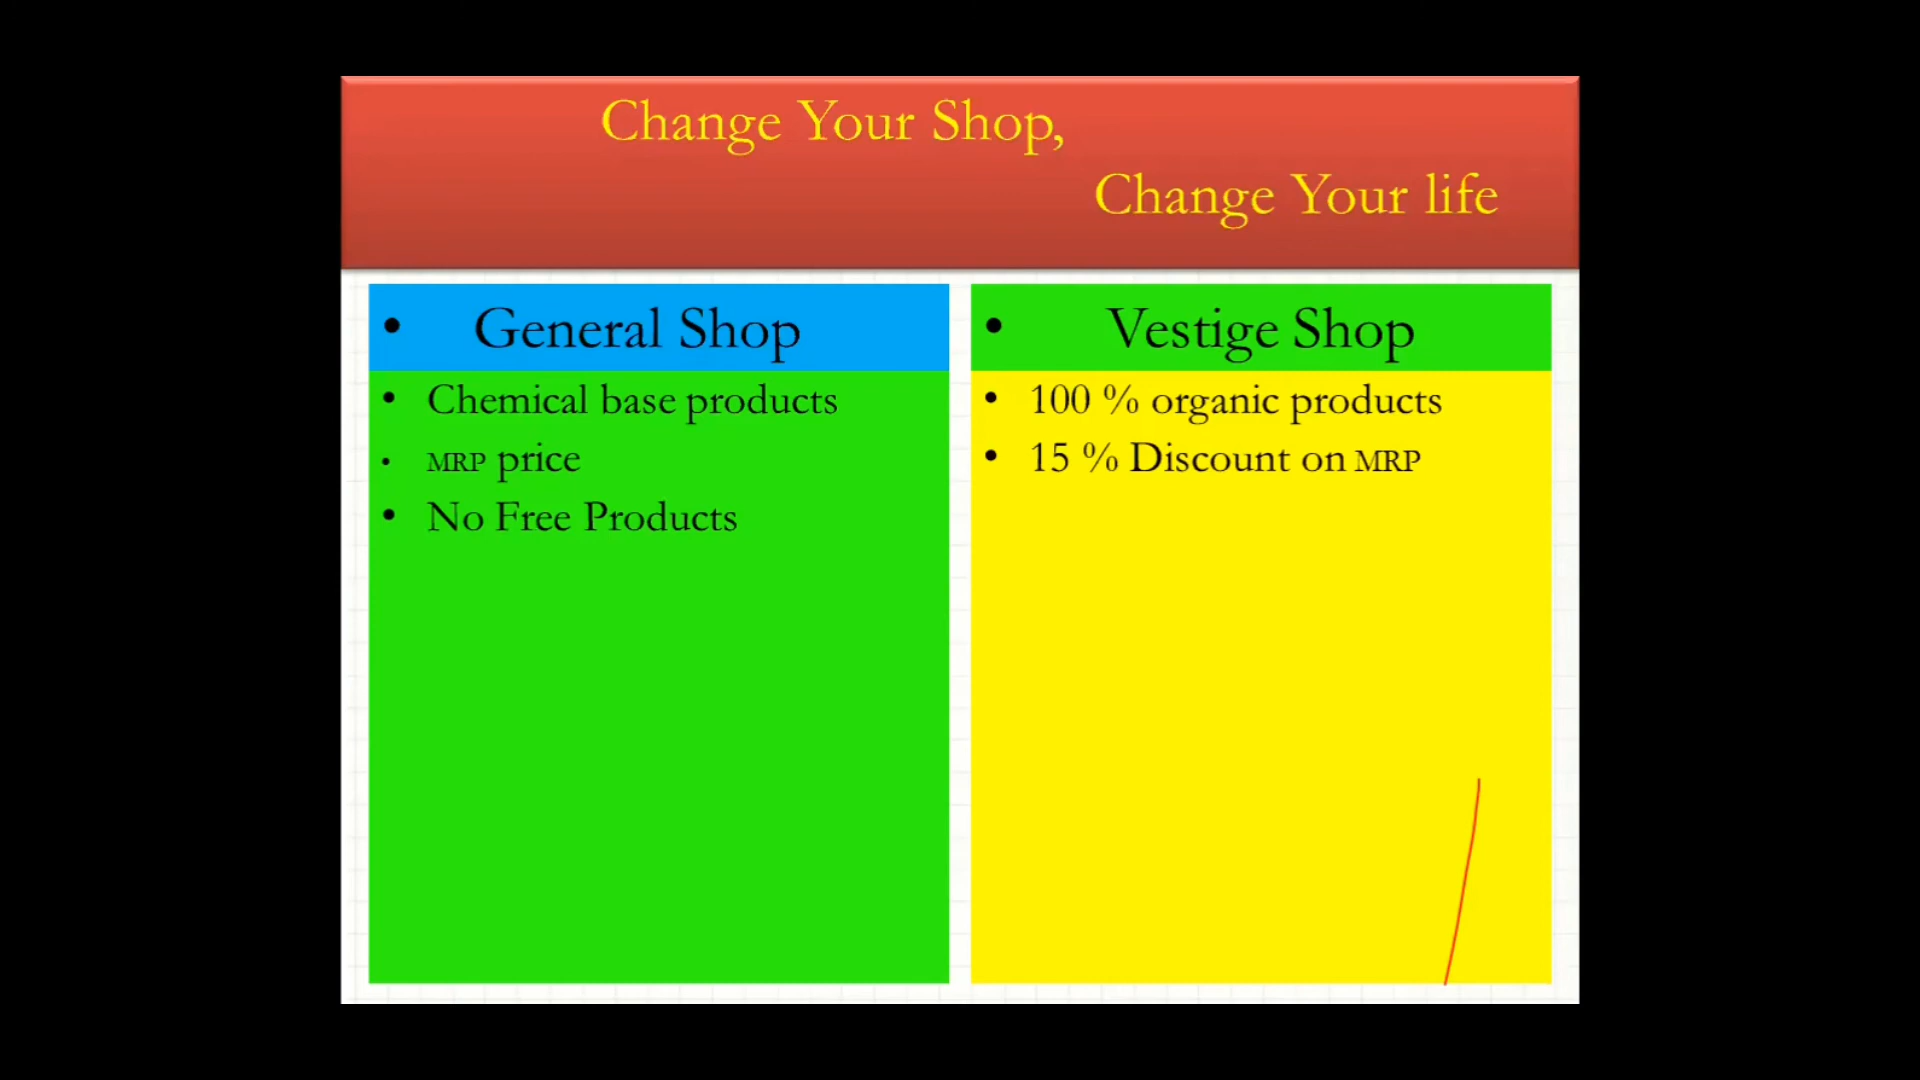 Change Your Shop,
Change Your life
• General Shop
• Chemical base products
• MRP price
• No Free Products
• Vestige Shop
• 100 % organic products
• 15 % Discount on MRP